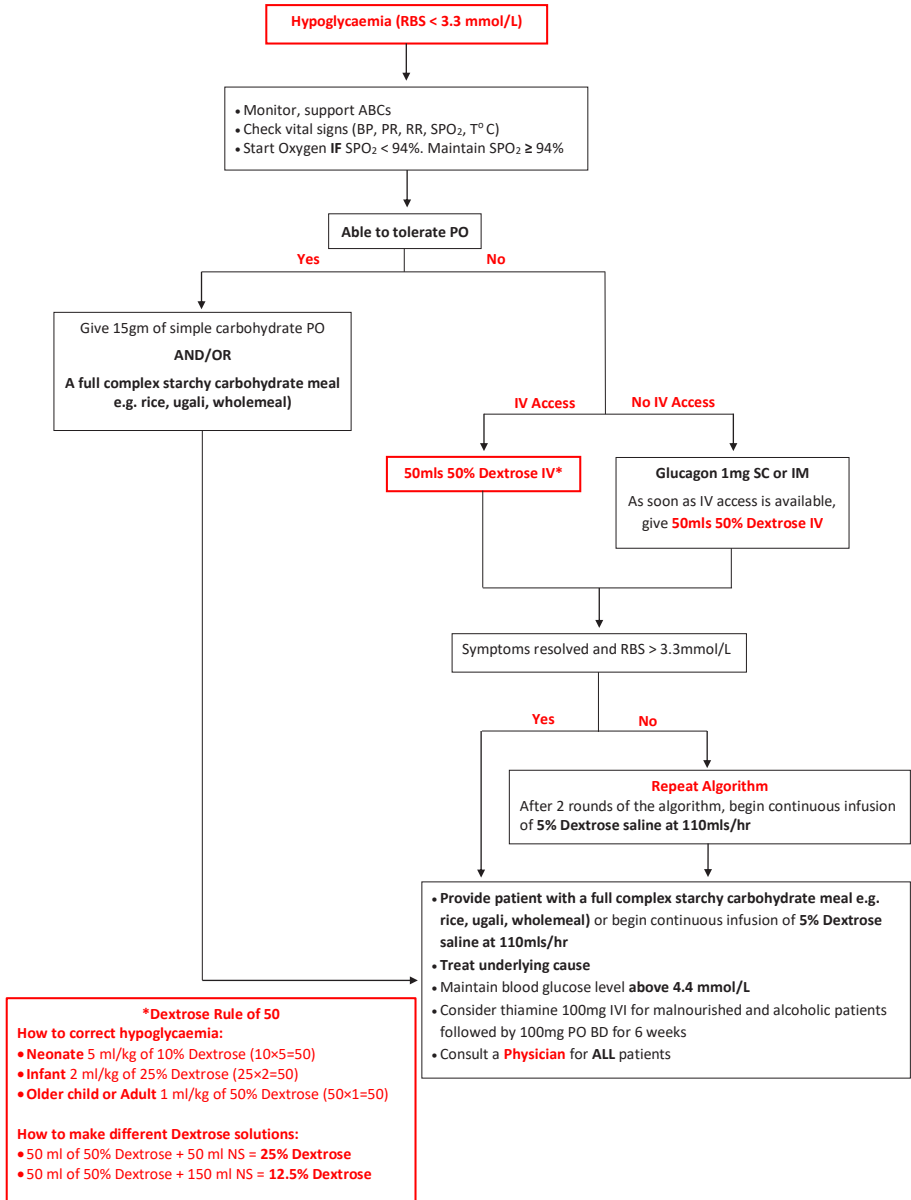 Hypoglycaemia (RBS < 3.3 mmol/L)
• Monitor, support ABCs
• Check vital signs (BP, PR, RR, SPO₂, T° C)
• Start Oxygen IF SPO₂ < 94%. Maintain SPO₂ ≥ 94%
Able to tolerate PO
Yes
No
Give 15gm of simple carbohydrate PO
AND/OR
A full complex starchy carbohydrate meal
e.g. rice, ugali, wholemeal)
IV Access
No IV Access
50mls 50% Dextrose IV*
Glucagon 1mg SC or IM
As soon as IV access is available,
give 50mls 50% Dextrose IV
Symptoms resolved and RBS > 3.3mmol/L
Yes
No
Repeat Algorithm
After 2 rounds of the algorithm, begin continuous infusion
of 5% Dextrose saline at 110mls/hr
• Provide patient with a full complex starchy carbohydrate meal e.g.
rice, ugali, wholemeal) or begin continuous infusion of 5% Dextrose
saline at 110mls/hr
• Treat underlying cause
• Maintain blood glucose level above 4.4 mmol/L
• Consider thiamine 100mg IVI for malnourished and alcoholic patients
followed by 100mg PO BD for 6 weeks
• Consult a Physician for ALL patients
*Dextrose Rule of 50
How to correct hypoglycaemia:
• Neonate 5 ml/kg of 10% Dextrose (10×5=50)
• Infant 2 ml/kg of 25% Dextrose (25×2=50)
• Older child or Adult 1 ml/kg of 50% Dextrose (50×1=50)
How to make different Dextrose solutions:
• 50 ml of 50% Dextrose + 50 ml NS = 25% Dextrose
• 50 ml of 50% Dextrose + 150 ml NS = 12.5% Dextrose